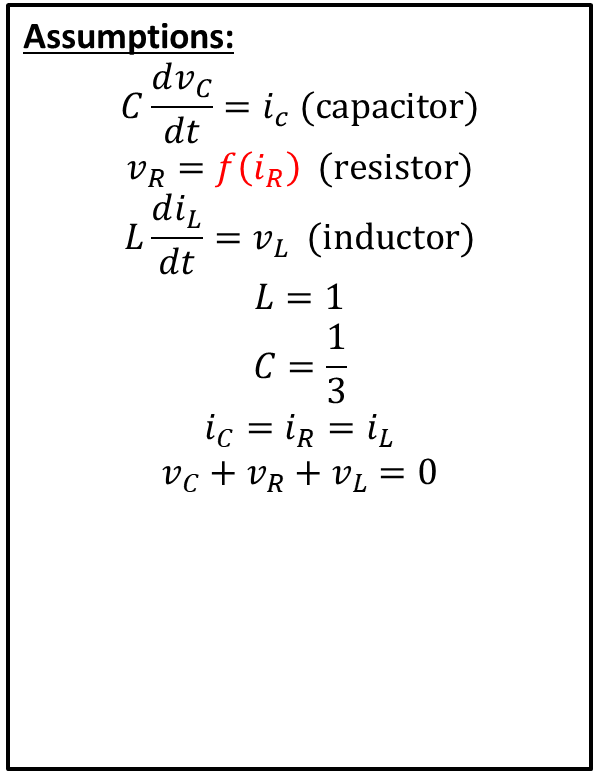 Assumptions:
C dv_C/dt = i_c (capacitor)
v_R = f(i_R) (resistor)
L di_L/dt = v_L (inductor)
L = 1
C = 1/3
i_C = i_R = i_L
v_C + v_R + v_L = 0